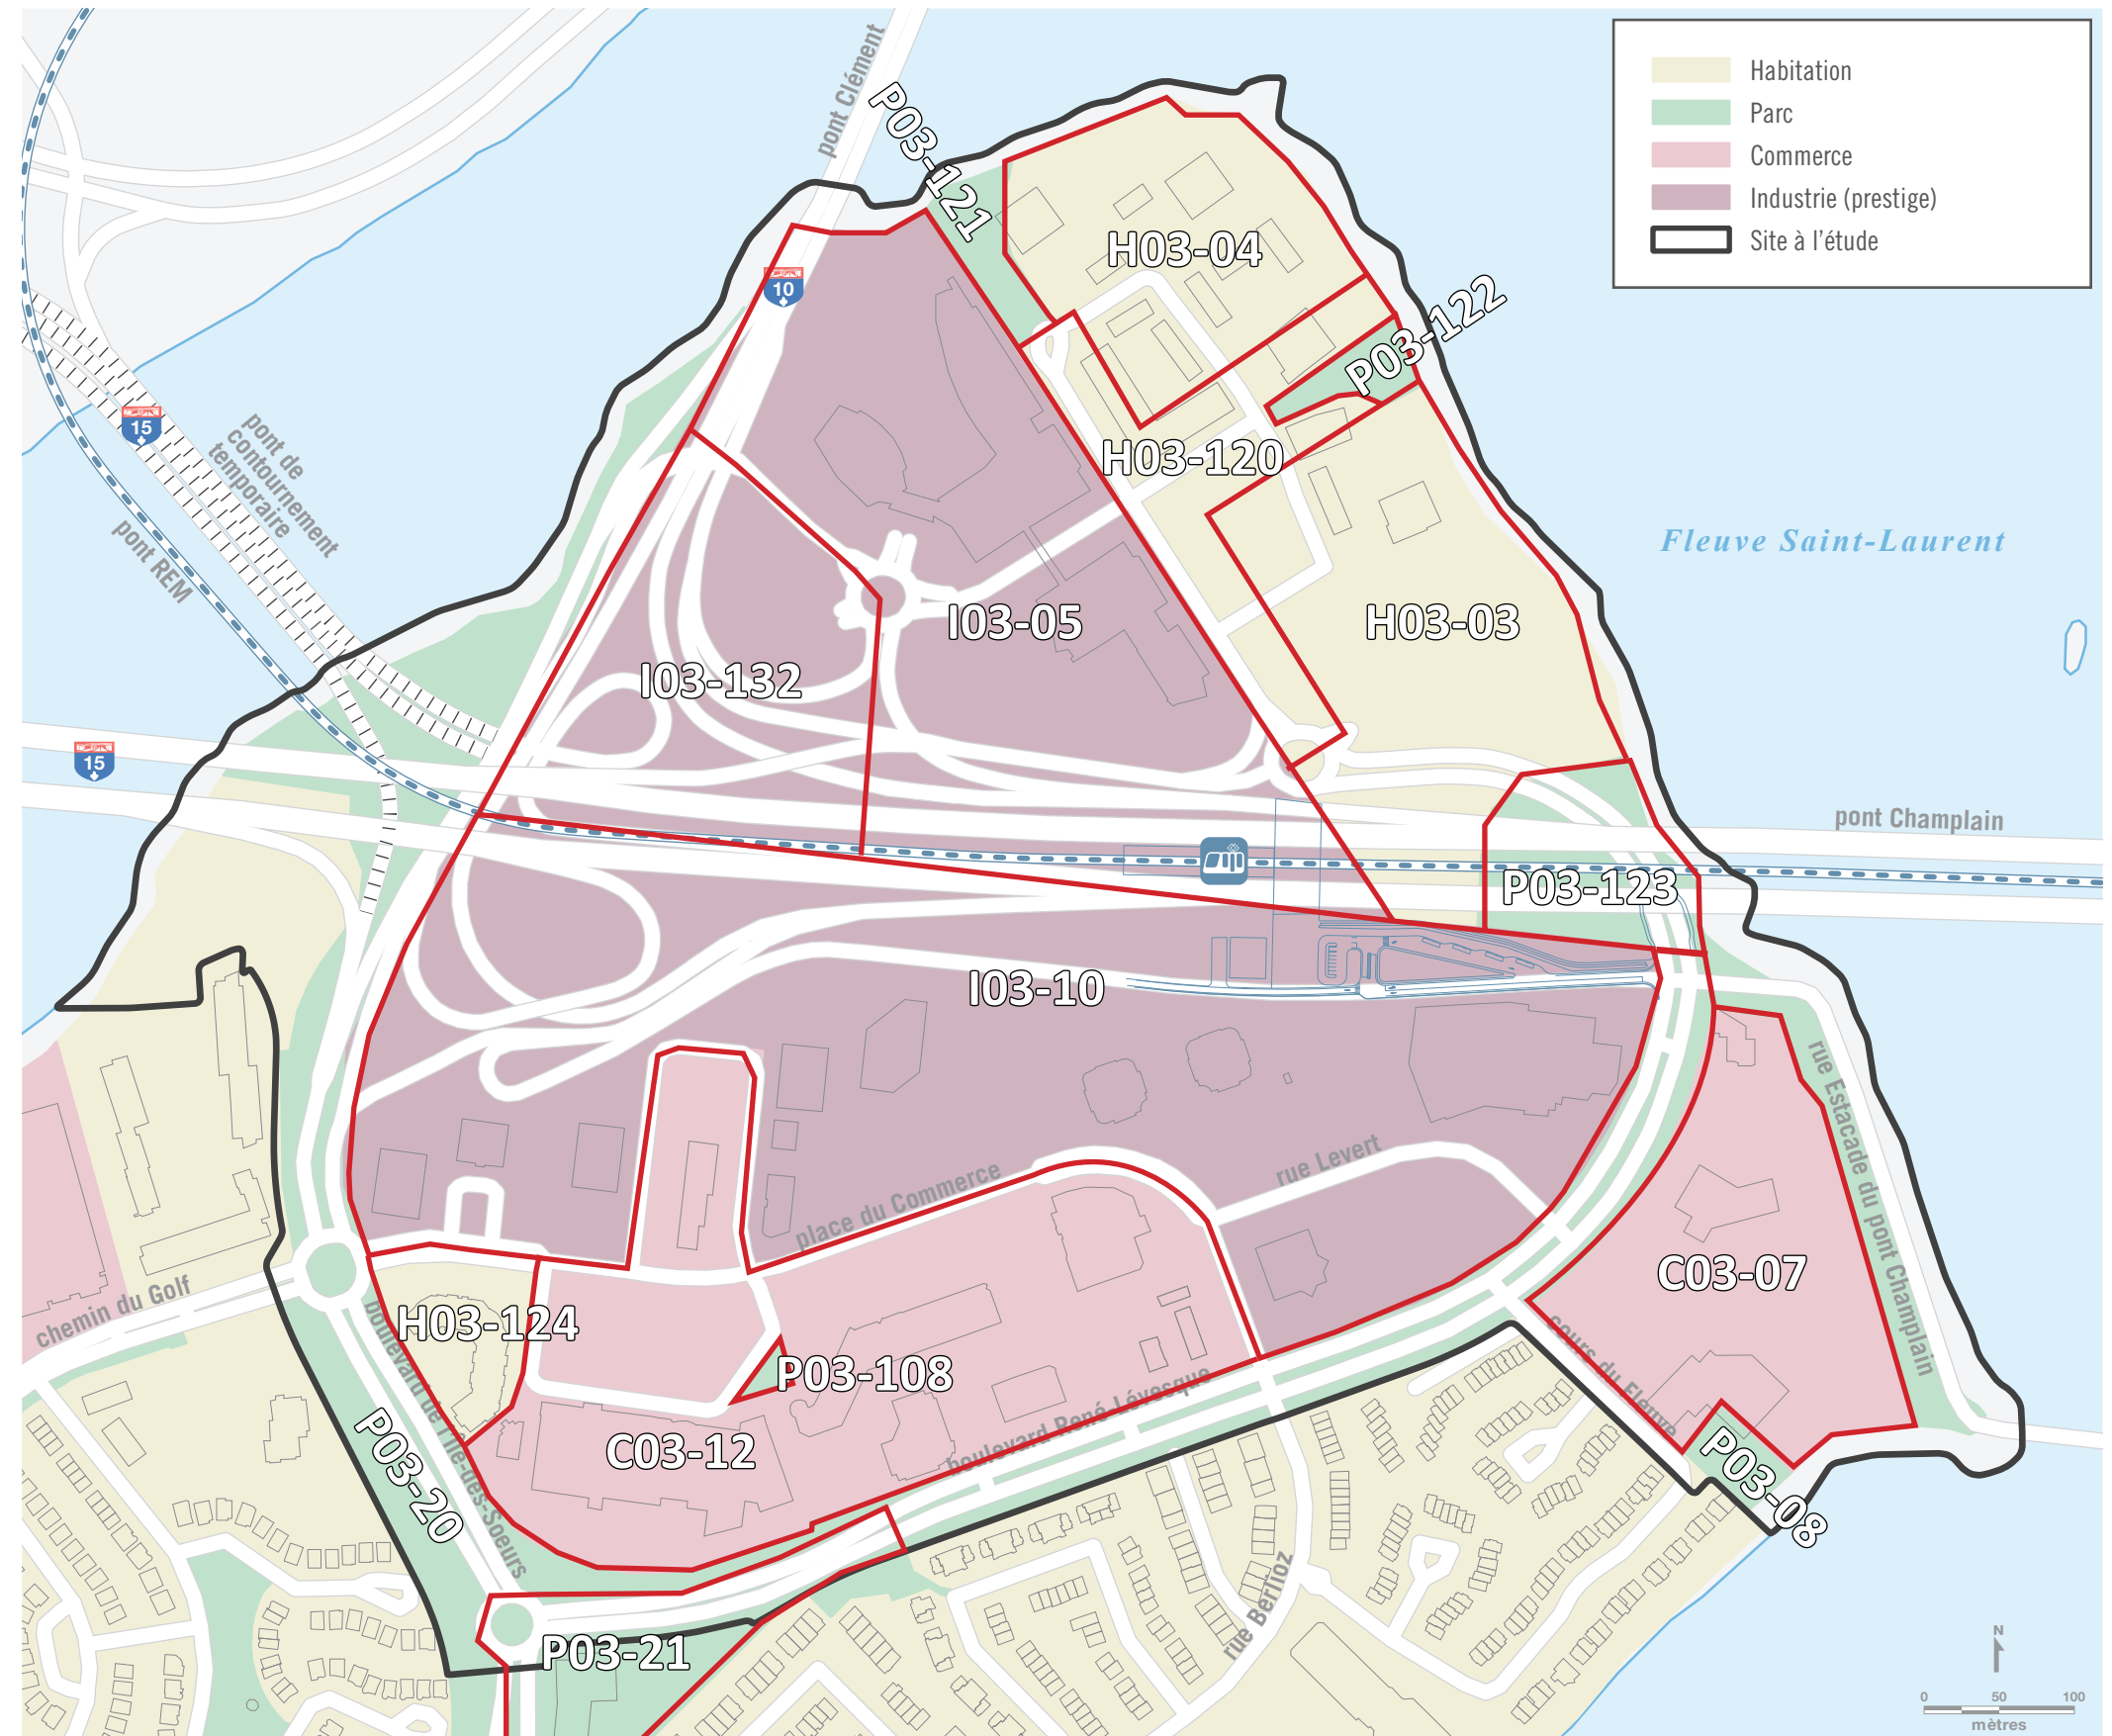 Habitation
Parc
Commerce
Industrie (prestige)
Site à l'étude
pont Clément
P03-121
10
H03-04
P03-122
15
pont de
contournement
temporaire
pont REM
H03-120
Fleuve Saint-Laurent
I03-05
H03-03
I03-132
15
pont Champlain
P03-123
I03-10
rue Estacade du pont Champlain
rue Levert
place du Commerce
C03-07
chemin du Golf
H03-124
boulevard de l'Île-des-Soeurs
P03-108
cours du Fleuve
boulevard René-Lévesque
C03-12
P03-20
P03-08
rue Berlioz
P03-21
N
0 50 100
mètres